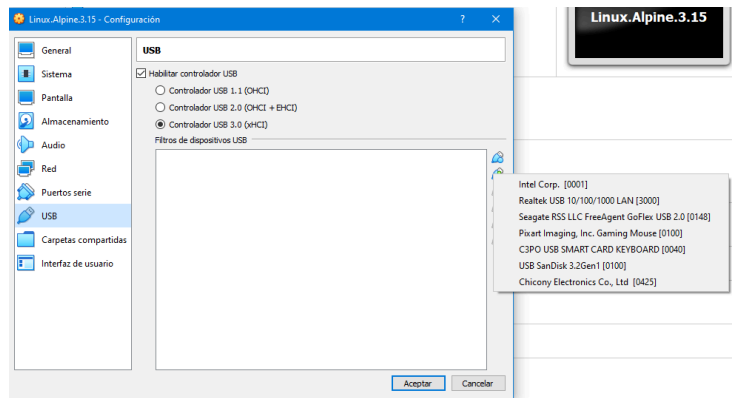 Linux.Alpine.3.15 - Configuración
? ×
Linux.Alpine.3.15
General
Sistema
Pantalla
Almacenamiento
Audio
Red
Puertos serie
USB
Carpetas compartidas
Interfaz de usuario
USB
Habilitar controlador USB
Controlador USB 1.1 (OHCI)
Controlador USB 2.0 (OHCI + EHCI)
Controlador USB 3.0 (xHCI)
Filtros de dispositivos USB
Intel Corp. [0001]
Realtek USB 10/100/1000 LAN [3000]
Seagate RSS LLC FreeAgent GoFlex USB 2.0 [0148]
Pixart Imaging, Inc. Gaming Mouse [0100]
C3PO USB SMART CARD KEYBOARD [0040]
USB SanDisk 3.2Gen1 [0100]
Chicony Electronics Co., Ltd [0425]
Aceptar
Cancelar